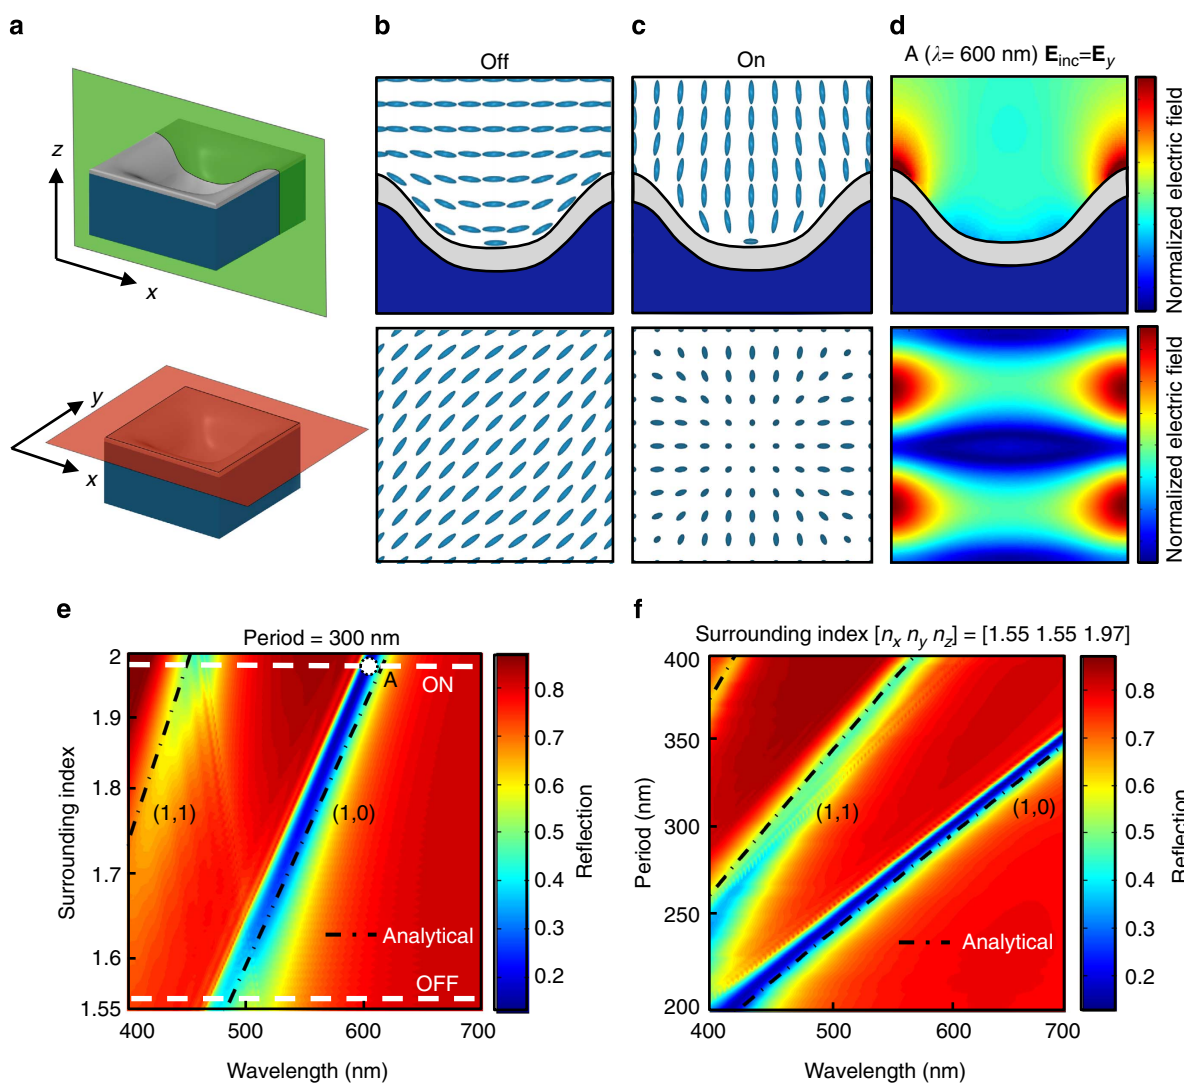 a
b
c
d
Off
On
A (λ= 600 nm) E_inc=E_y
z
x
y
x
Normalized electric field
Normalized electric field
e
Period = 300 nm
Surrounding index
2
1.9
1.8
1.7
1.6
1.55
ON
A
(1,1)
(1,0)
Analytical
OFF
400
500
600
700
Wavelength (nm)
0.8
0.7
0.6
0.5
0.4
0.3
0.2
Reflection
f
Surrounding index [n_x n_y n_z] = [1.55 1.55 1.97]
Period (nm)
400
350
300
250
200
(1,1)
(1,0)
Analytical
400
500
600
700
Wavelength (nm)
0.8
0.7
0.6
0.5
0.4
0.3
0.2
Reflection